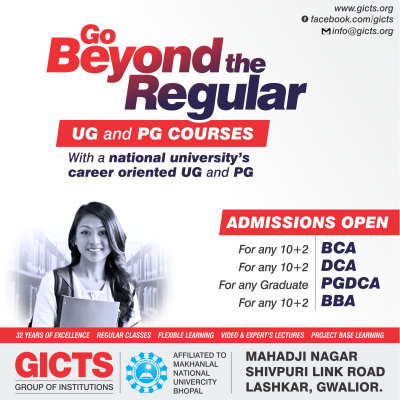 www.gicts.org
facebook.com/gicts
info@gicts.org
Go
Beyond the
Regular
UG and PG COURSES
With a national university's
career oriented UG and PG
ADMISSIONS OPEN
For any 10+2 BCA
For any 10+2 DCA
For any Graduate PGDCA
For any 10+2 BBA
32 YEARS OF EXCELLENCE REGULAR CLASSES FLEXIBLE LEARNING VIDEO & EXPERT'S LECTURES PROJECT BASE LEARNING
GICTS
GROUP OF INSTITUTIONS
AFFILIATED TO
MAKHANLAL
NATIONAL
UNIVERCITY
BHOPAL
MAHADJI NAGAR
SHIVPURI LINK ROAD
LASHKAR, GWALIOR.